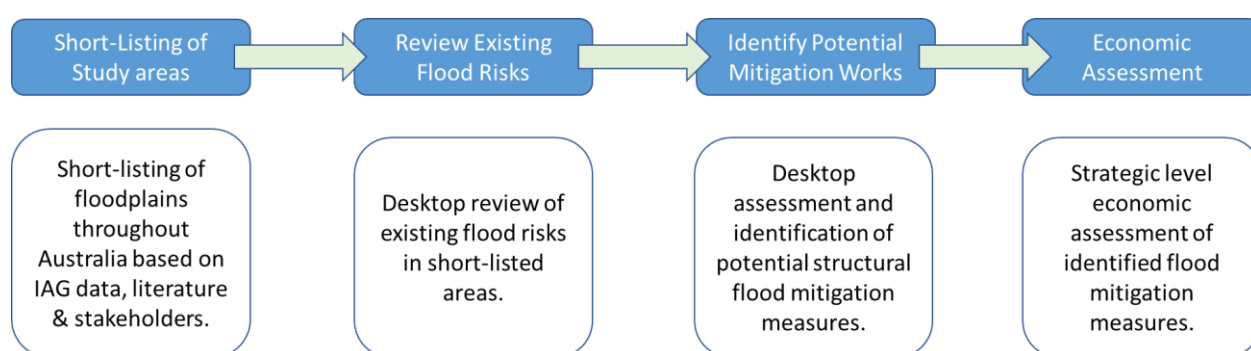 Short-Listing of
Study areas
Review Existing
Flood Risks
Identify Potential
Mitigation Works
Economic
Assessment
Short-listing of
floodplains
throughout
Australia based on
IAG data, literature
& stakeholders.
Desktop review of
existing flood risks
in short-listed
areas.
Desktop
assessment and
identification of
potential structural
flood mitigation
measures.
Strategic level
economic
assessment of
identified flood
mitigation
measures.